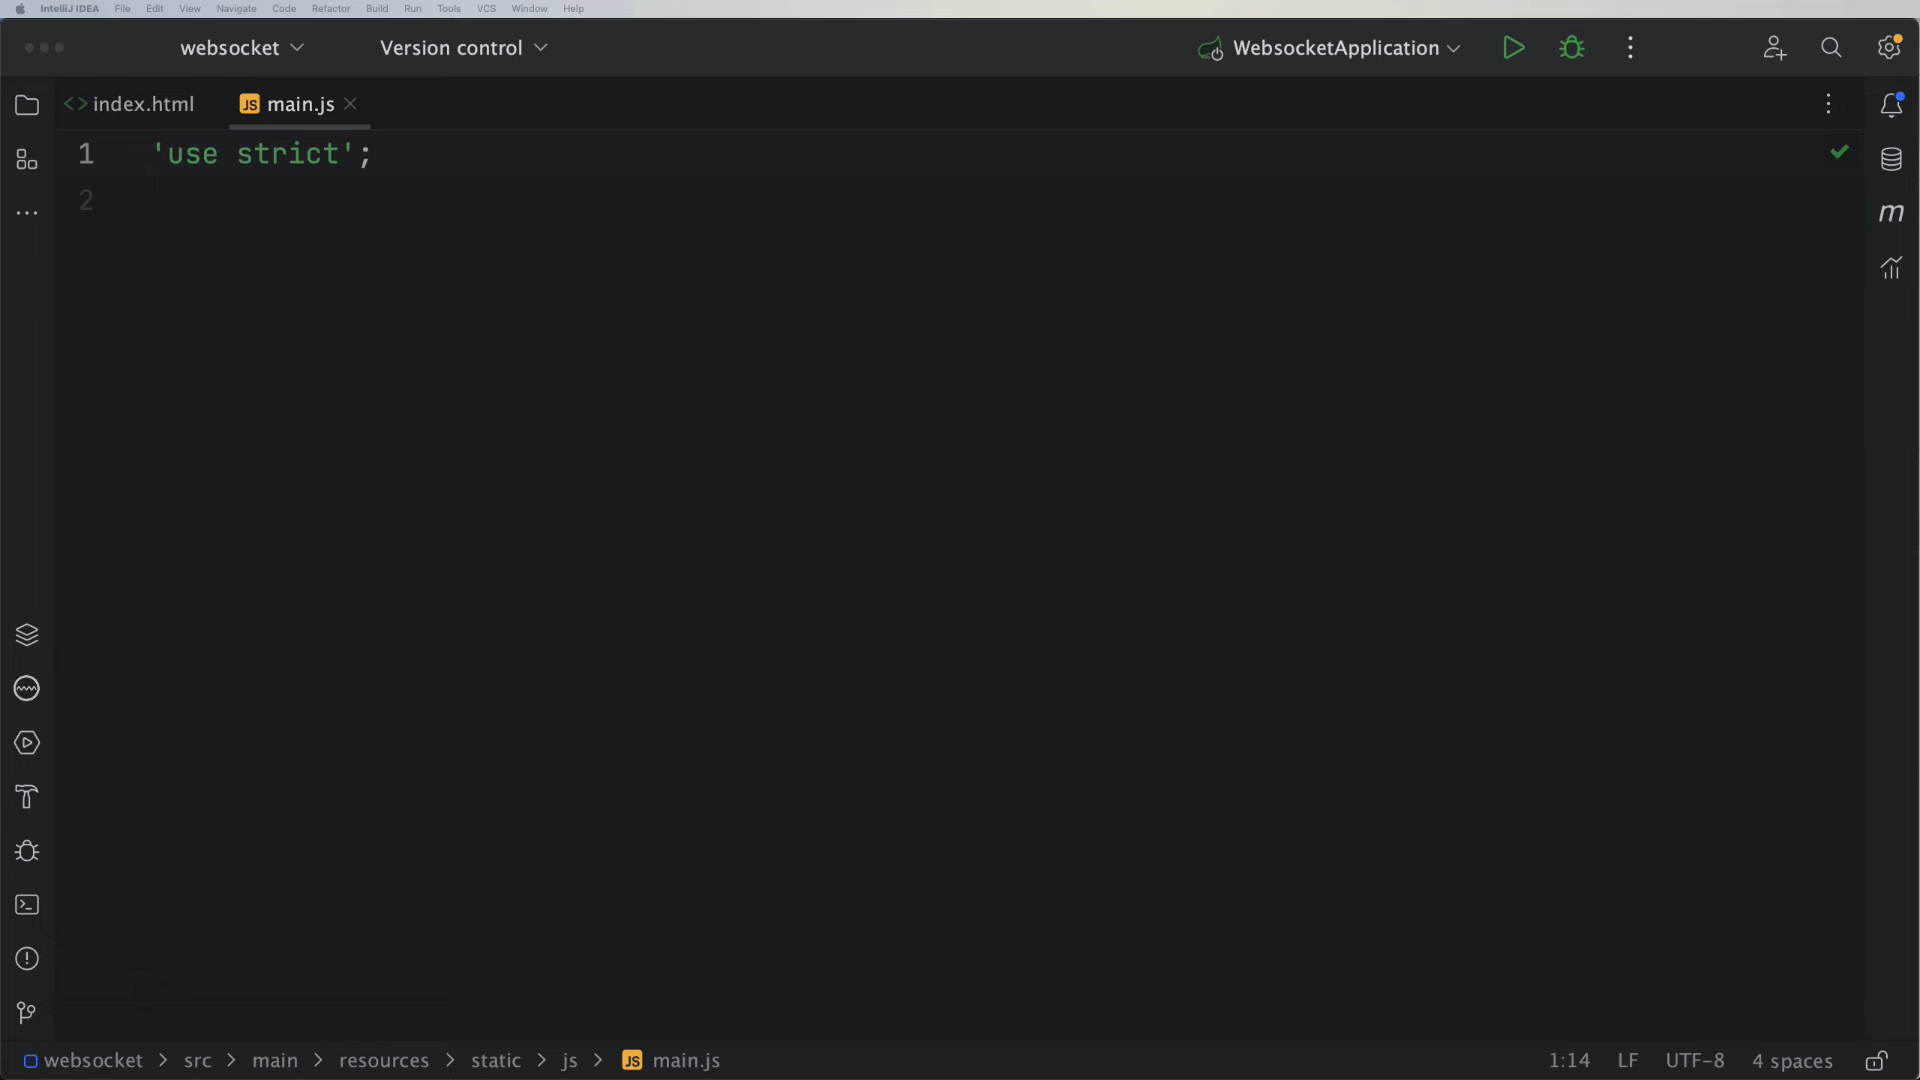 IntelliJ IDEA File Edit View Navigate Code Refactor Build Run Tools VCS Window Help
websocket Version control WebsocketApplication
index.html JS main.js
1 'use strict';
2
m
websocket > src > main > resources > static > js > JS main.js 1:14 LF UTF-8 4 spaces